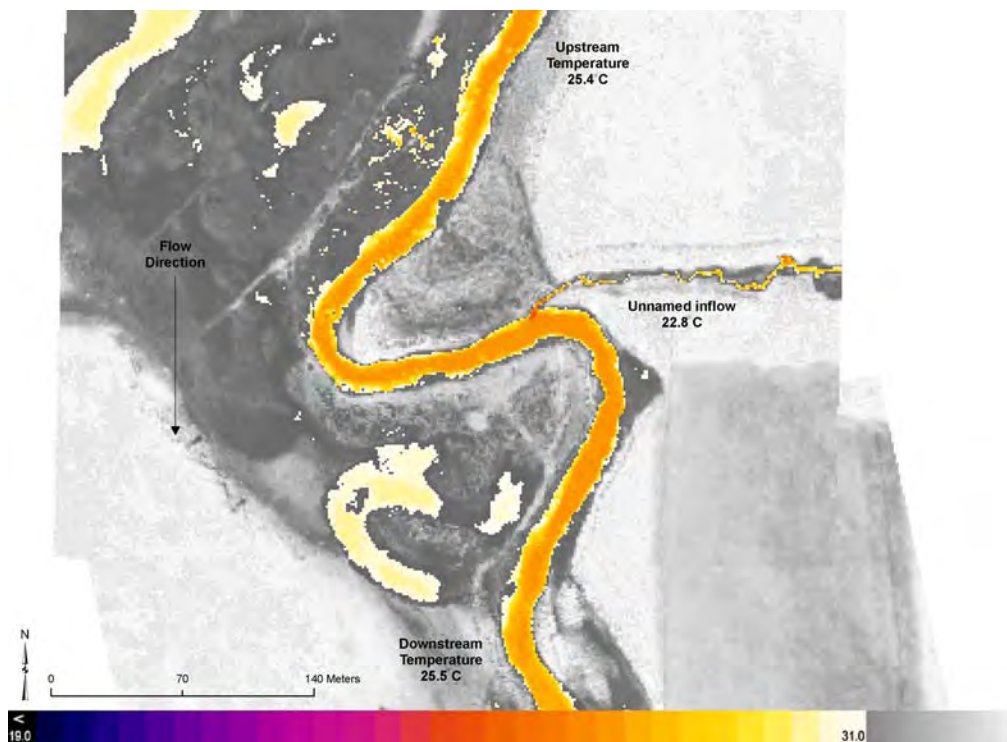 Upstream
Temperature
25.4 C
Flow
Direction
Unnamed inflow
22.8 C
Downstream
Temperature
25.5 C
N
0 70 140 Meters
<
19.0 31.0